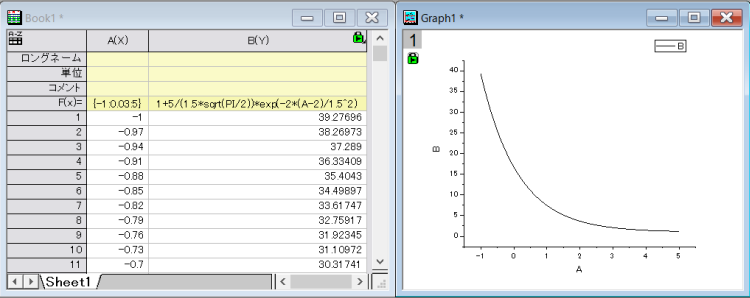 Book1 *
A(X) B(Y)
ロングネーム
単位
コメント
F(x)= {-1:0.03:5} 1+5/(1.5*sqrt(PI/2))*exp(-2*(A-2)/1.5^2)
1 -1 39.27696
2 -0.97 38.26973
3 -0.94 37.289
4 -0.91 36.33409
5 -0.88 35.4043
6 -0.85 34.49897
7 -0.82 33.61747
8 -0.79 32.75917
9 -0.76 31.92345
10 -0.73 31.10972
11 -0.7 30.31741
Sheet1
Graph1 *
1
B
40
35
30
25
20
15
10
5
0
B
-1 0 1 2 3 4 5
A